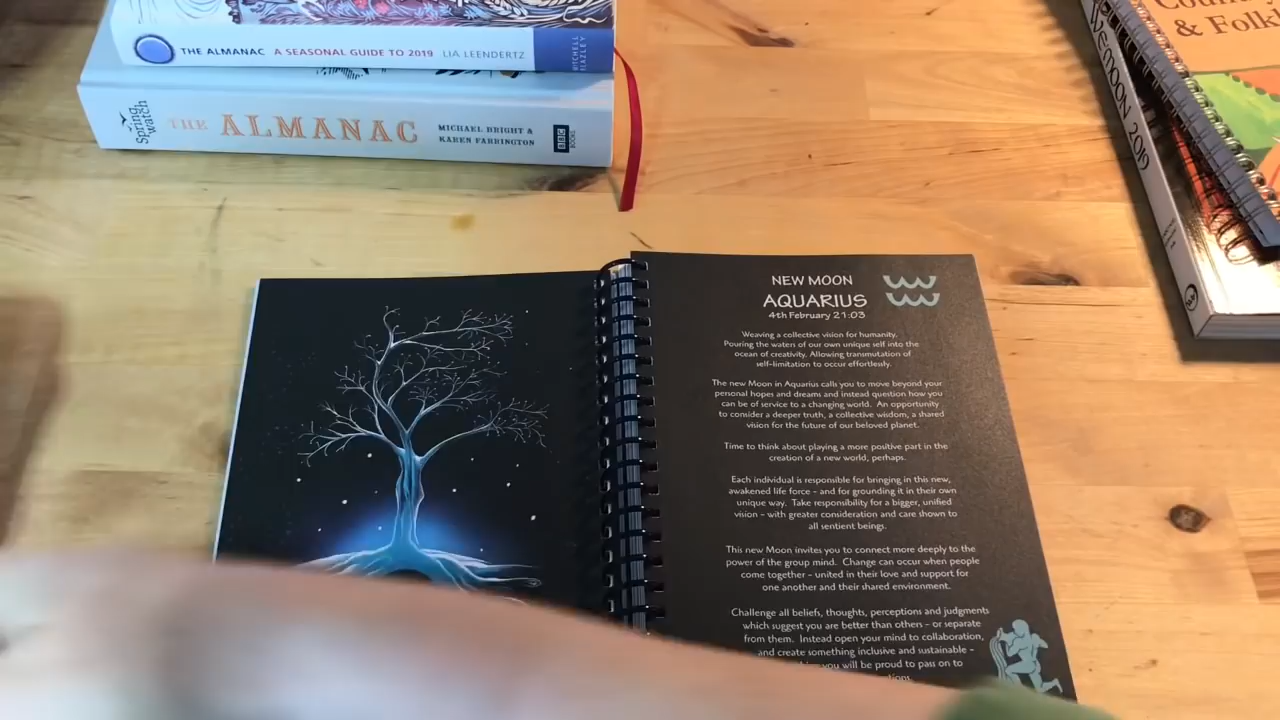 THE ALMANAC A SEASONAL GUIDE TO 2019 LIA LEENDERTZ MITCHELL BEAZLEY
Spring watch THE ALMANAC MICHAEL BRIGHT & KAREN FARRINGTON BBC BOOKS
& Folk
WE'MOON 2019
NEW MOON
AQUARIUS
4th February 21:03
Weaving a collective vision for humanity.
Pouring the waters of our own unique self into the
ocean of creativity. Allowing transmutation of
self-limitation to occur effortlessly.
The new Moon in Aquarius calls you to move beyond your
personal hopes and dreams and instead question how you
can be of service to a changing world. An opportunity
to consider a deeper truth, a collective wisdom, a shared
vision for the future of our beloved planet.
Time to think about playing a more positive part in the
creation of a new world, perhaps.
Each individual is responsible for bringing in this new,
awakened life force - and for grounding it in their own
unique way. Take responsibility for a bigger, unified
vision - with greater consideration and care shown to
all sentient beings.
This new Moon invites you to connect more deeply to the
power of the group mind. Change can occur when people
come together - united in their love and support for
one another and their shared environment.
Challenge all beliefs, thoughts, perceptions and judgments
which suggest you are better than others - or separate
from them. Instead open your mind to collaboration,
and create something inclusive and sustainable -
you will be proud to pass on to